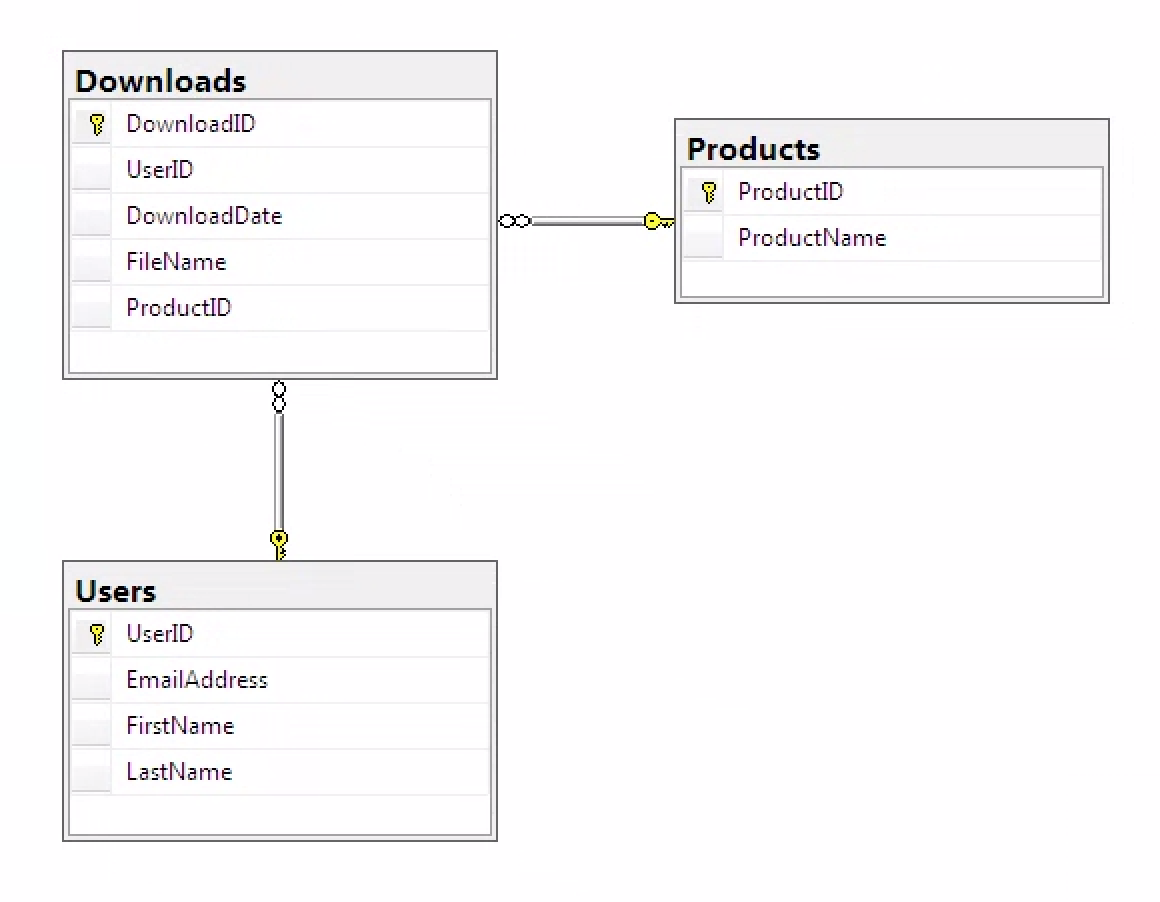 Downloads
DownloadID
UserID
DownloadDate
FileName
ProductID
Products
ProductID
ProductName
Users
UserID
EmailAddress
FirstName
LastName